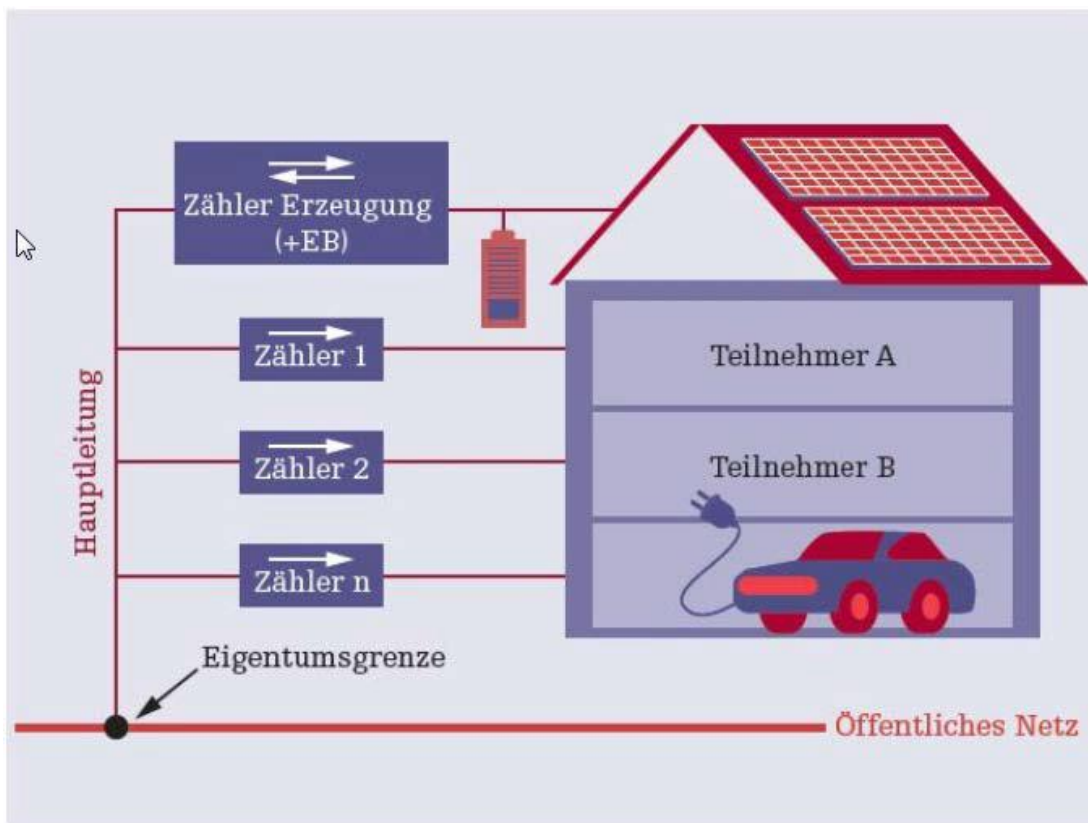 Zähler Erzeugung
(+EB)
Zähler 1
Teilnehmer A
Hauptleitung
Zähler 2
Teilnehmer B
Zähler n
Eigentumsgrenze
Öffentliches Netz